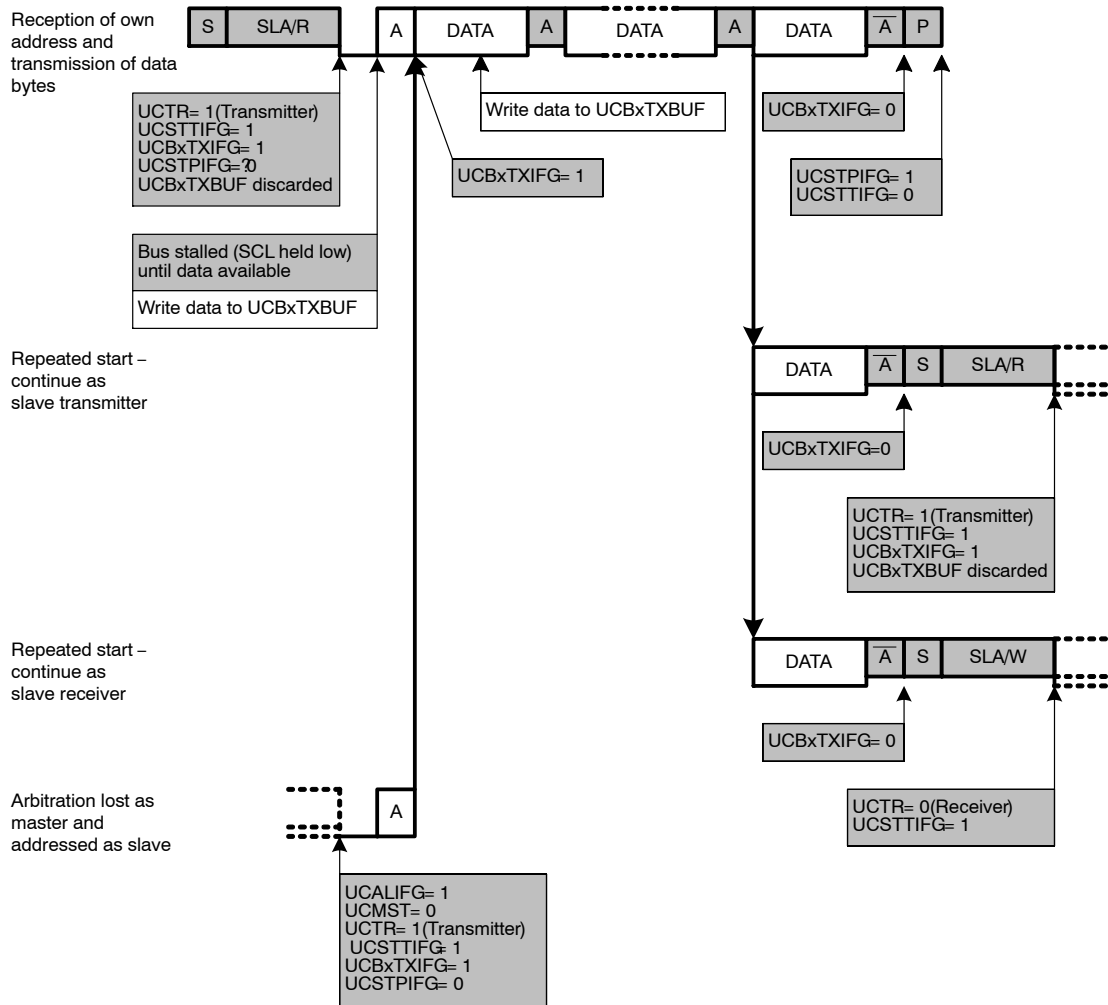 Reception of own
address and
transmission of data
bytes
S SLA/R A DATA A DATA A DATA A P
UCTR= 1(Transmitter)
UCSTTIFG= 1
UCBxTXIFG= 1
UCSTPIFG=?0
UCBxTXBUF discarded
Write data to UCBxTXBUF
UCBxTXIFG= 1
UCBxTXIFG= 0
UCSTPIFG= 1
UCSTTIFG= 0
Bus stalled (SCL held low)
until data available
Write data to UCBxTXBUF
Repeated start –
continue as
slave transmitter
DATA A S SLA/R
UCBxTXIFG=0
UCTR= 1(Transmitter)
UCSTTIFG= 1
UCBxTXIFG= 1
UCBxTXBUF discarded
Repeated start –
continue as
slave receiver
DATA A S SLA/W
UCBxTXIFG= 0
UCTR= 0(Receiver)
UCSTTIFG= 1
Arbitration lost as
master and
addressed as slave
A
UCALIFG= 1
UCMST= 0
UCTR= 1(Transmitter)
UCSTTIFG= 1
UCBxTXIFG= 1
UCSTPIFG= 0